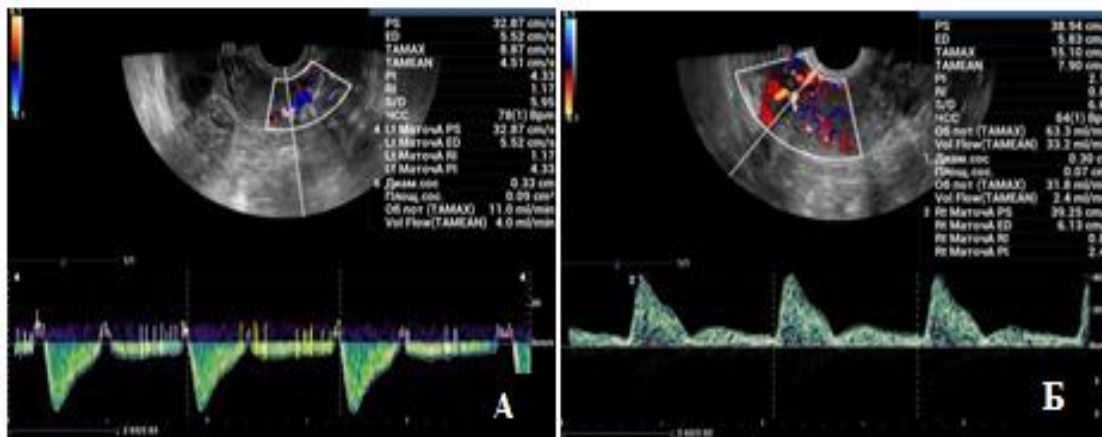 PS 32.87 cm/s
ED 5.52 cm/s
TAMAX 8.87 cm/s
TAMEAN 4.51 cm/s
PI 4.33
RI 1.17
S/D 5.95
ЧСС 78(1) Bpm
Lt МаточА PS 32.87 cm/s
Lt МаточА ED 5.52 cm/s
Lt МаточА RI 1.17
Lt МаточА PI 4.33
Диам.сос 0.33 cm
Площ.сос 0.09 cm²
Об пот (TAMAX) 11.0 ml/min
Vol Flow(TAMEAN) 4.0 ml/min
А
PS 38.94 cm
ED 5.83 cm/
TAMAX 15.10 cm/
TAMEAN 7.90 cm/
PI 2.
RI 0.
S/D 6.
ЧСС 84(1) Bp
Об пот (TAMAX) 63.3 ml/m
Vol Flow(TAMEAN) 33.2 ml/m
Диам.сос 0.30 c
Площ.сос 0.07 c
Об пот (TAMAX) 31.8 ml/m
Vol Flow(TAMEAN) 2.4 ml/m
Rt МаточА PS 39.25 cm
Rt МаточА ED 6.13 cm/
Rt МаточА RI 0.
Rt МаточА PI 2.
Б